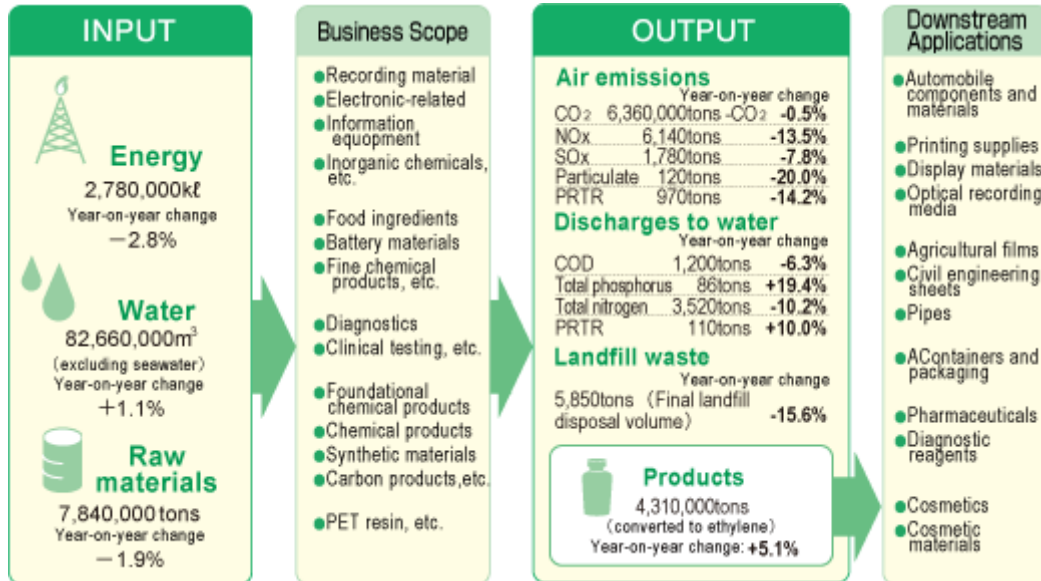 INPUT
Energy
2,780,000kℓ
Year-on-year change
−2.8%
Water
82,660,000m³
(excluding seawater)
Year-on-year change
+1.1%
Raw
materials
7,840,000 tons
Year-on-year change
−1.9%
Business Scope
●Recording material
●Electronic-related
●Information
equopment
●Inorganic chemicals,
etc.
●Food ingredients
●Battery materials
●Fine chemical
products, etc.
●Diagnostics
●Clinical testing, etc.
●Foundational
chemical products
●Chemical products
●Synthetic materials
●Carbon products,etc.
●PET resin, etc.
OUTPUT
Air emissions
Year-on-year change
CO₂ 6,360,000tons -CO₂ -0.5%
NOx 6,140tons -13.5%
SOx 1,780tons -7.8%
Particulate 120tons -20.0%
PRTR 970tons -14.2%
Discharges to water
Year-on-year change
COD 1,200tons -6.3%
Total phosphorus 86tons +19.4%
Total nitrogen 3,520tons -10.2%
PRTR 110tons +10.0%
Landfill waste
Year-on-year change
5,850tons (Final landfill
disposal volume) -15.6%
Products
4,310,000tons
(converted to ethylene)
Year-on-year change: +5.1%
Downstream
Applications
●Automobile
components and
materials
●Printing supplies
●Display materials
●Optical recording
media
●Agricultural films
●Civil engineering
sheets
●Pipes
●AContainers and
packaging
●Pharmaceuticals
●Diagnostic
reagents
●Cosmetics
●Cosmetic
materials